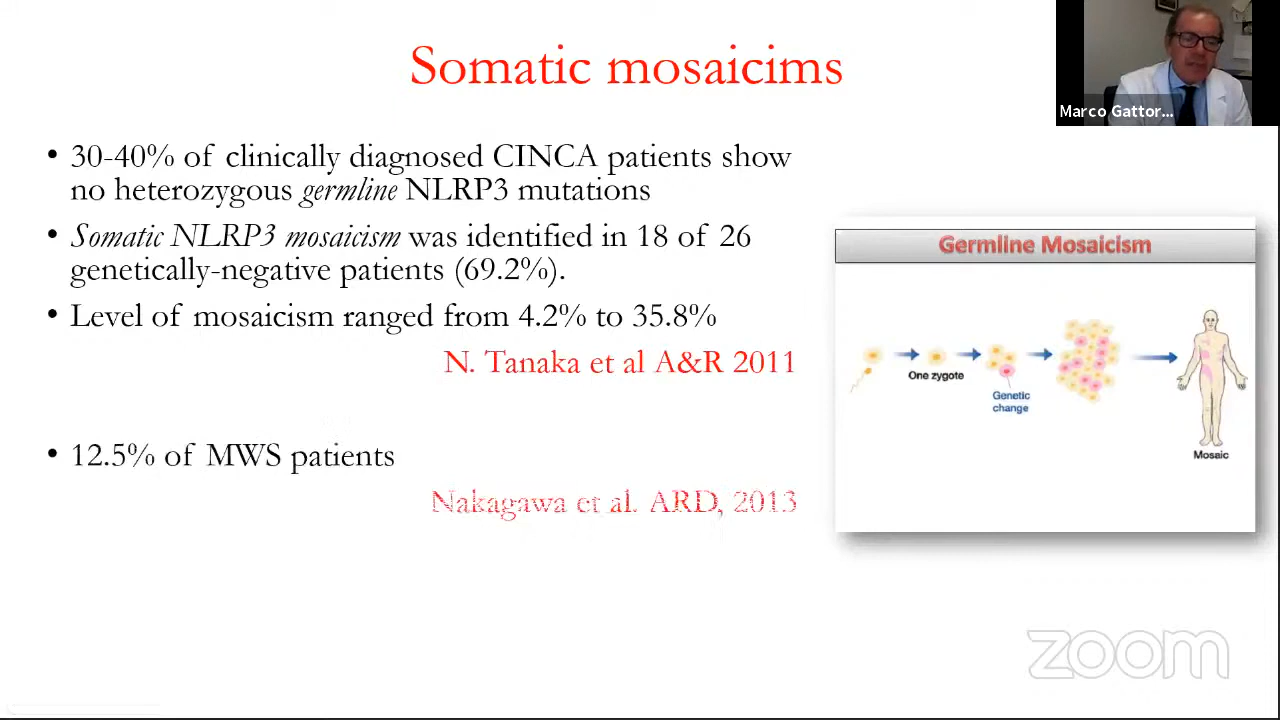 Somatic mosaicims
Marco Gattor...
• 30-40% of clinically diagnosed CINCA patients show
no heterozygous germline NLRP3 mutations
• Somatic NLRP3 mosaicism was identified in 18 of 26
genetically-negative patients (69.2%).
• Level of mosaicism ranged from 4.2% to 35.8%
N. Tanaka et al A&R 2011
• 12.5% of MWS patients
Nakagawa et al. ARD, 2013
Germline Mosaicism
One zygote
Genetic
change
Mosaic
zoom